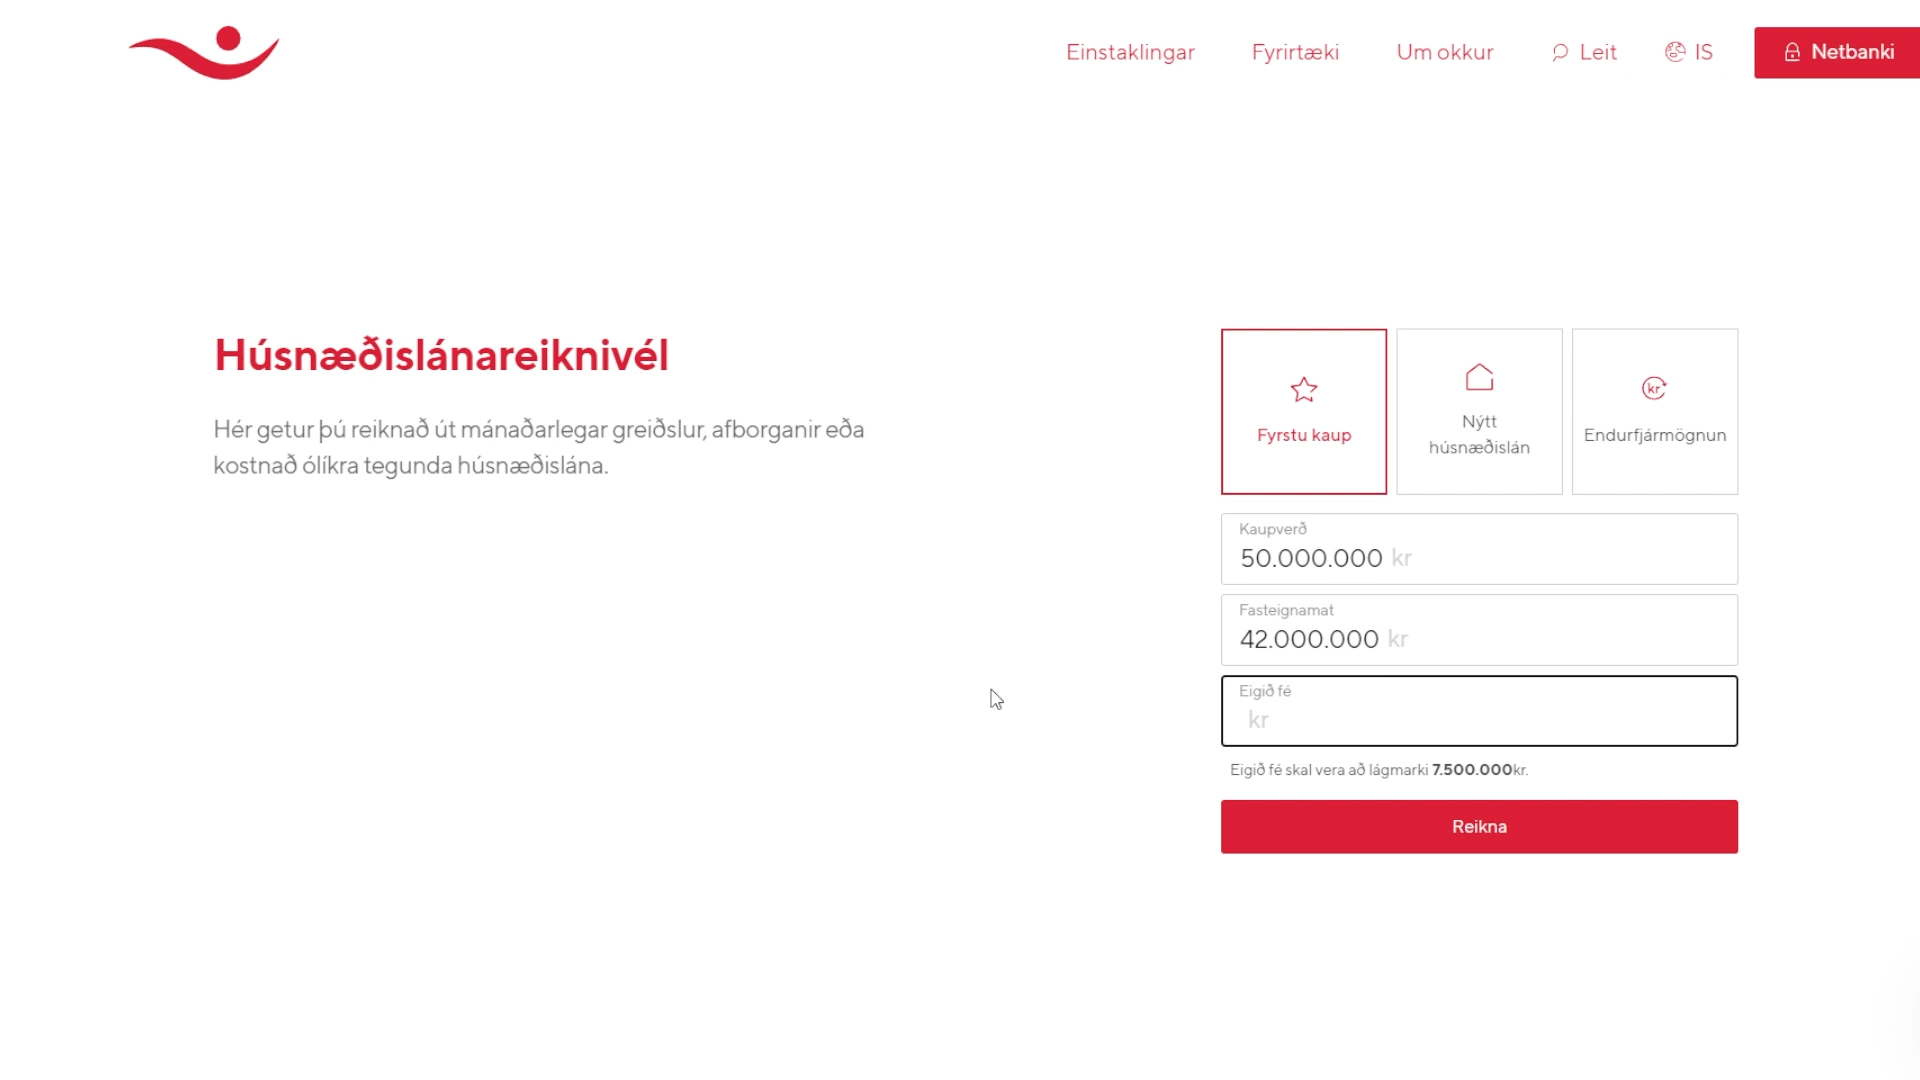 Einstaklingar
Fyrirtæki
Um okkur
Leit
IS
Netbanki
Húsnæðislánareiknivél
Hér getur þú reiknað út mánaðarlegar greiðslur, afborganir eða
kostnað ólíkra tegunda húsnæðislána.
Fyrstu kaup
Nýtt
húsnæðislán
kr
Endurfjármögnun
Kaupverð
50.000.000 kr
Fasteignamat
42.000.000 kr
Eigið fé
kr
Eigið fé skal vera að lágmarki 7.500.000kr.
Reikna